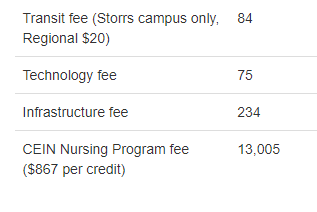 Transit fee (Storrs campus only, 84
Regional $20)
Technology fee 75
Infrastructure fee 234
CEIN Nursing Program fee 13,005
($867 per credit)